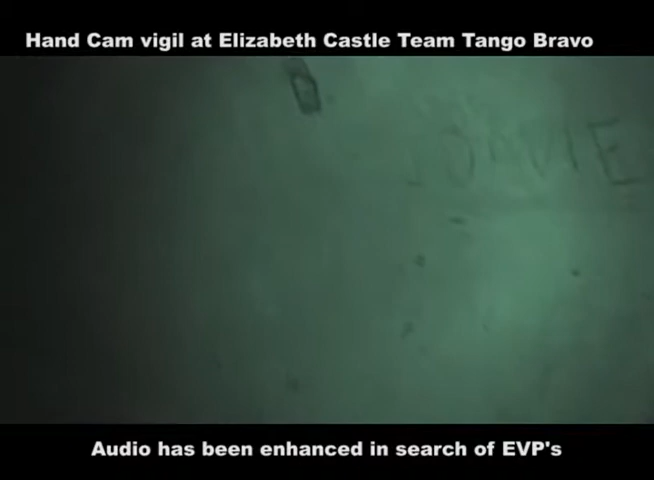 Hand Cam vigil at Elizabeth Castle Team Tango Bravo
Audio has been enhanced in search of EVP's